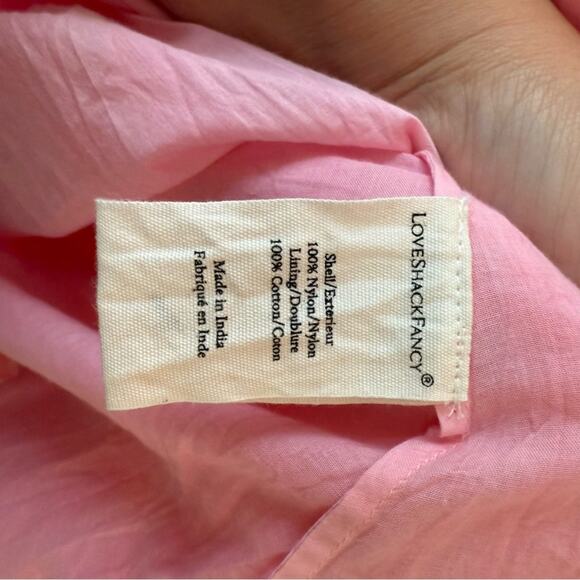 LOVESHACKFANCY®
Shell/Exterieur
100% Nylon/Nylon
Lining/Doublure
100% Cotton/Coton
Made in India
Fabriqué en Inde